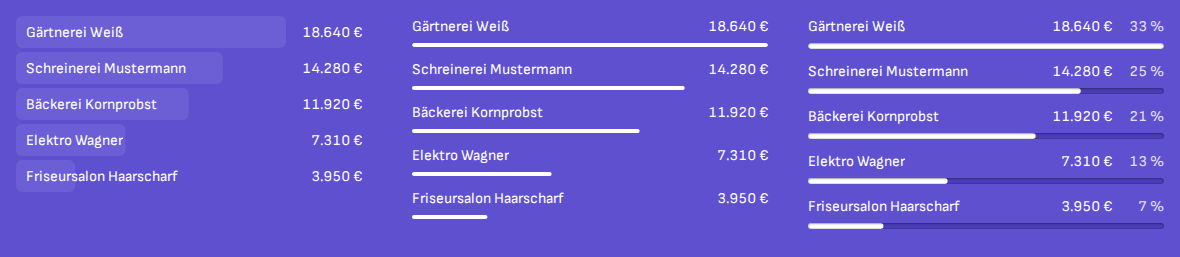 Gärtnerei Weiß 18.640 €
Schreinerei Mustermann 14.280 €
Bäckerei Kornprobst 11.920 €
Elektro Wagner 7.310 €
Friseursalon Haarscharf 3.950 €
Gärtnerei Weiß 18.640 €
Schreinerei Mustermann 14.280 €
Bäckerei Kornprobst 11.920 €
Elektro Wagner 7.310 €
Friseursalon Haarscharf 3.950 €
Gärtnerei Weiß 18.640 € 33 %
Schreinerei Mustermann 14.280 € 25 %
Bäckerei Kornprobst 11.920 € 21 %
Elektro Wagner 7.310 € 13 %
Friseursalon Haarscharf 3.950 € 7 %